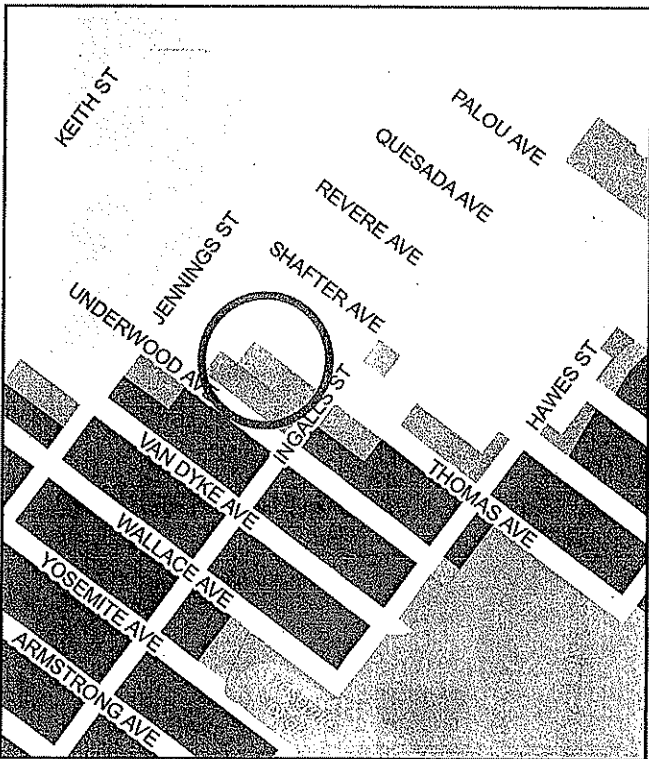 KEITH ST
PALOU AVE
QUESADA AVE
REVERE AVE
JENNINGS ST
SHAFTER AVE
UNDERWOOD AVE
INGALLS ST
HAWES ST
VAN DYKE AVE
THOMAS AVE
WALLACE AVE
YOSEMITE AVE
ARMSTRONG AVE